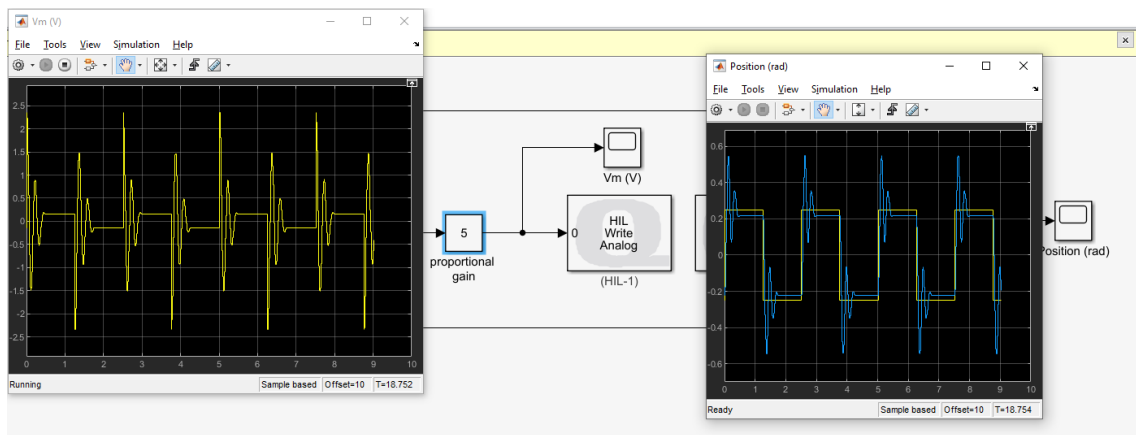 Vm (V)
File Tools View Simulation Help
2.5
2
1.5
1
0.5
0
-0.5
-1
-1.5
-2
-2.5
0 1 2 3 4 5 6 7 8 9 10
Running Sample based Offset=10 T=18.752
5
proportional
gain
Vm (V)
0
HIL
Write
Analog
(HIL-1)
Position (rad)
File Tools View Simulation Help
0.6
0.4
0.2
0
-0.2
-0.4
-0.6
0 1 2 3 4 5 6 7 8 9 10
Ready Sample based Offset=10 T=18.754
Position (rad)